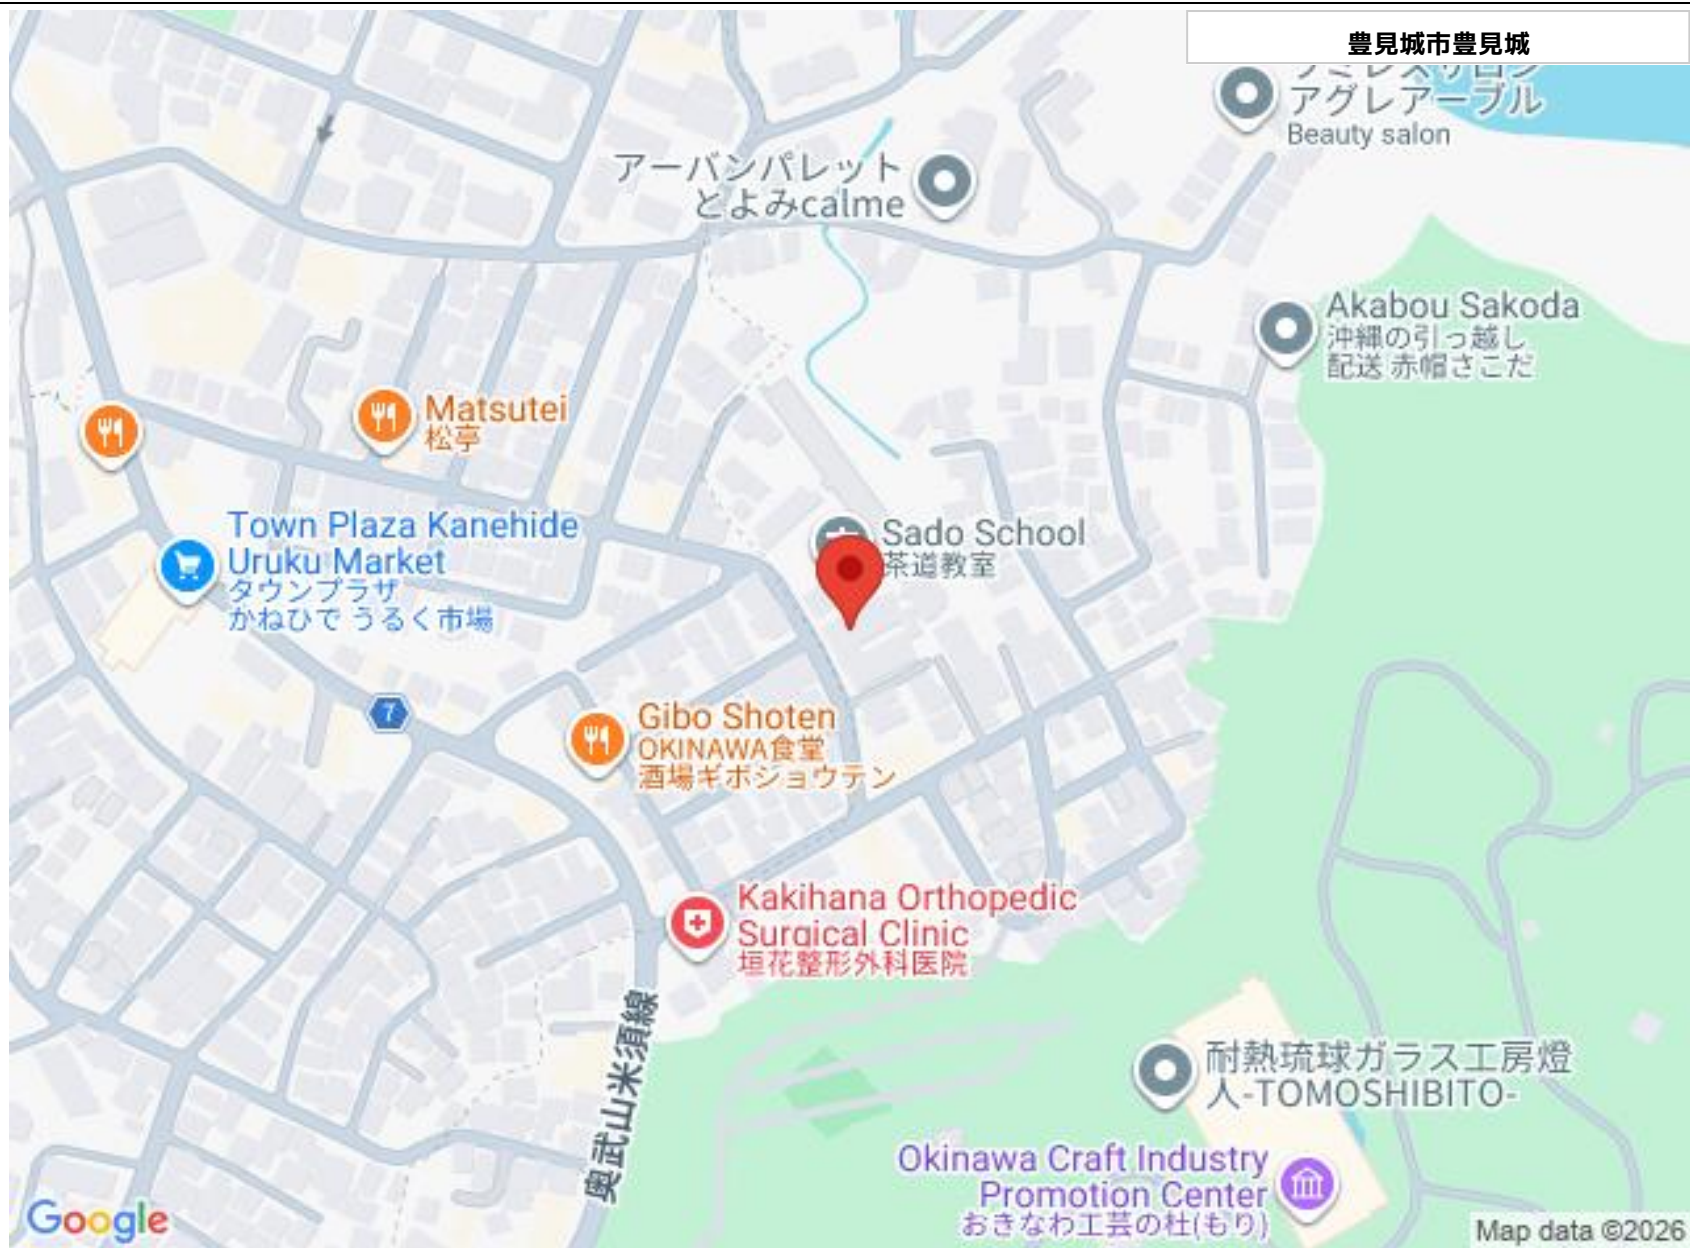 豊見城市豊見城
アグレアーブル
Beauty salon
アーバンパレット
とよみcalme
Akabou Sakoda
沖縄の引っ越し
配送 赤帽さこだ
Matsutei
松亭
Town Plaza Kanehide
Uruku Market
タウンプラザ
かねひで うるく市場
Sado School
茶道教室
7
Gibo Shoten
OKINAWA食堂
酒場ギボショウテン
Kakihana Orthopedic
Surgical Clinic
垣花整形外科医院
奥武山米須線
耐熱琉球ガラス工房燈
人-TOMOSHIBITO-
Okinawa Craft Industry
Promotion Center
おきなわ工芸の杜(もり)
Google
Map data ©2026